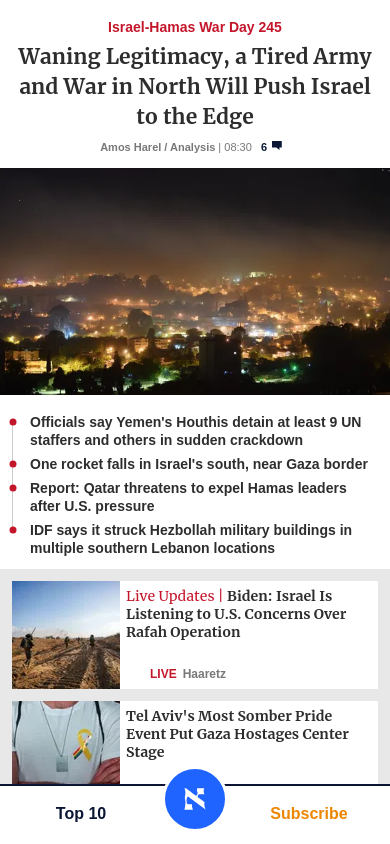 Israel-Hamas War Day 245
Waning Legitimacy, a Tired Army
and War in North Will Push Israel
to the Edge
Amos Harel / Analysis | 08:30 6
Officials say Yemen's Houthis detain at least 9 UN
staffers and others in sudden crackdown
One rocket falls in Israel's south, near Gaza border
Report: Qatar threatens to expel Hamas leaders
after U.S. pressure
IDF says it struck Hezbollah military buildings in
multiple southern Lebanon locations
Live Updates | Biden: Israel Is
Listening to U.S. Concerns Over
Rafah Operation
LIVE Haaretz
Tel Aviv's Most Somber Pride
Event Put Gaza Hostages Center
Stage
Top 10
Subscribe